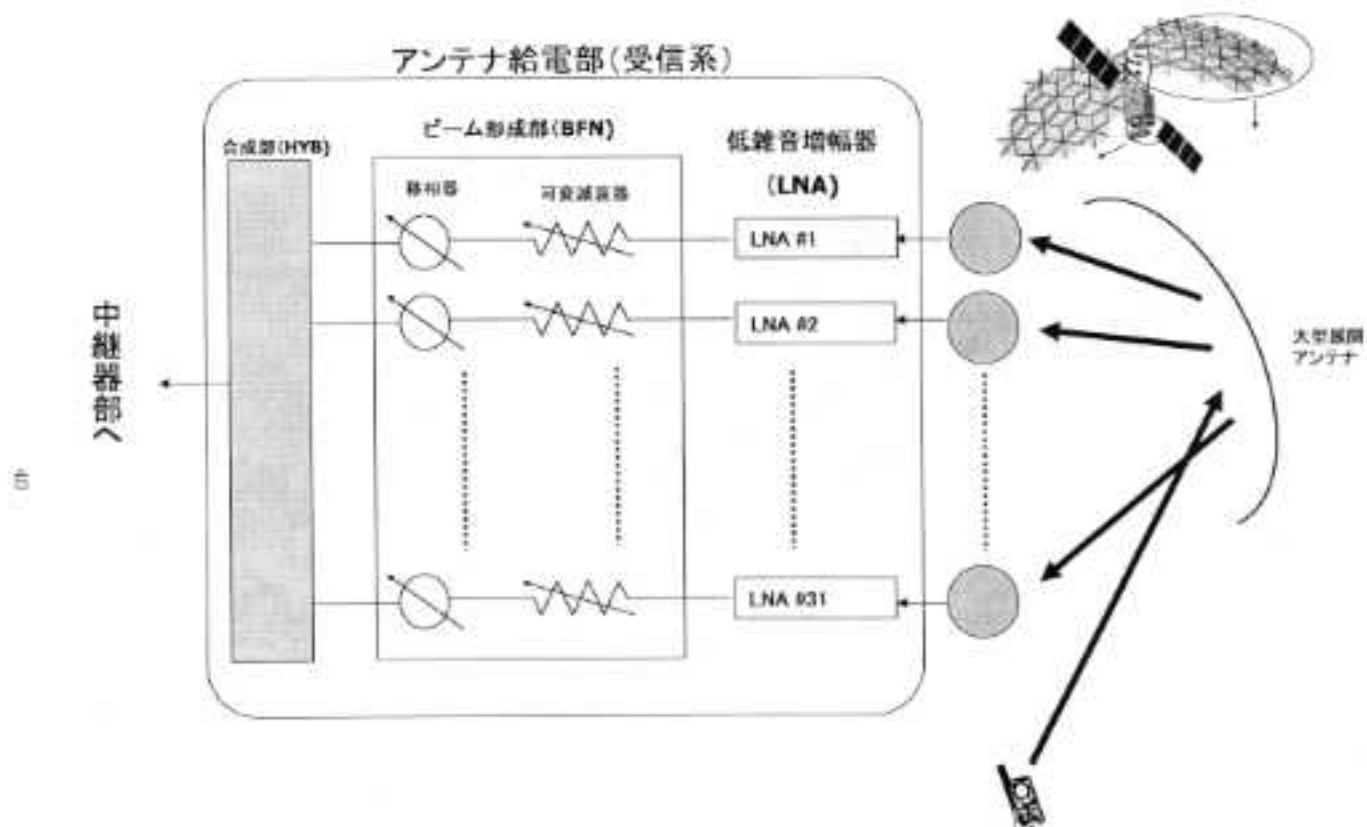 アンテナ給電部(受信系)
ビーム形成部(BFN)
合成部(HYB)
移相器
可変減衰器
低雑音増幅器
(LNA)
LNA #1
LNA #2
LNA #31
中継器部へ
大型展開
アンテナ